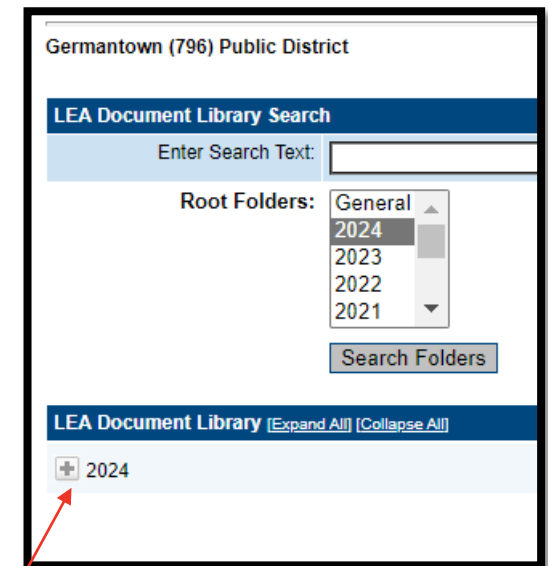 Germantown (796) Public District
LEA Document Library Search
Enter Search Text:
Root Folders:
General
2024
2023
2022
2021
Search Folders
LEA Document Library [Expand All] [Collapse All]
2024